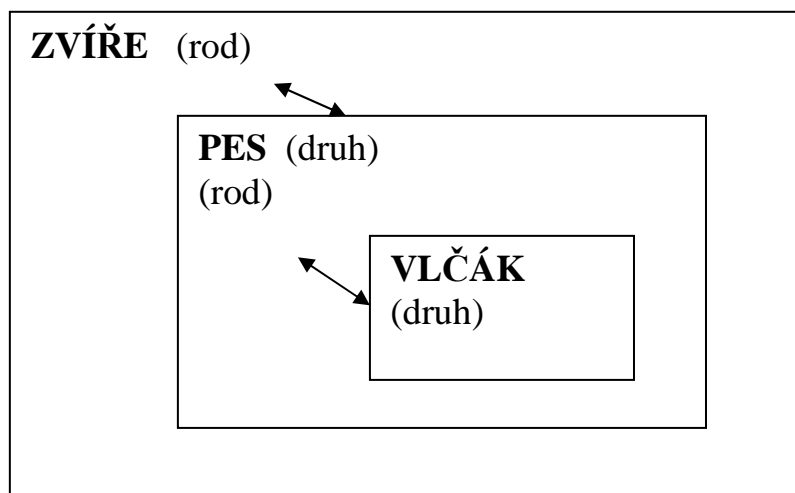 ZVÍŘE (rod)
PES (druh)
(rod)
VLČÁK
(druh)